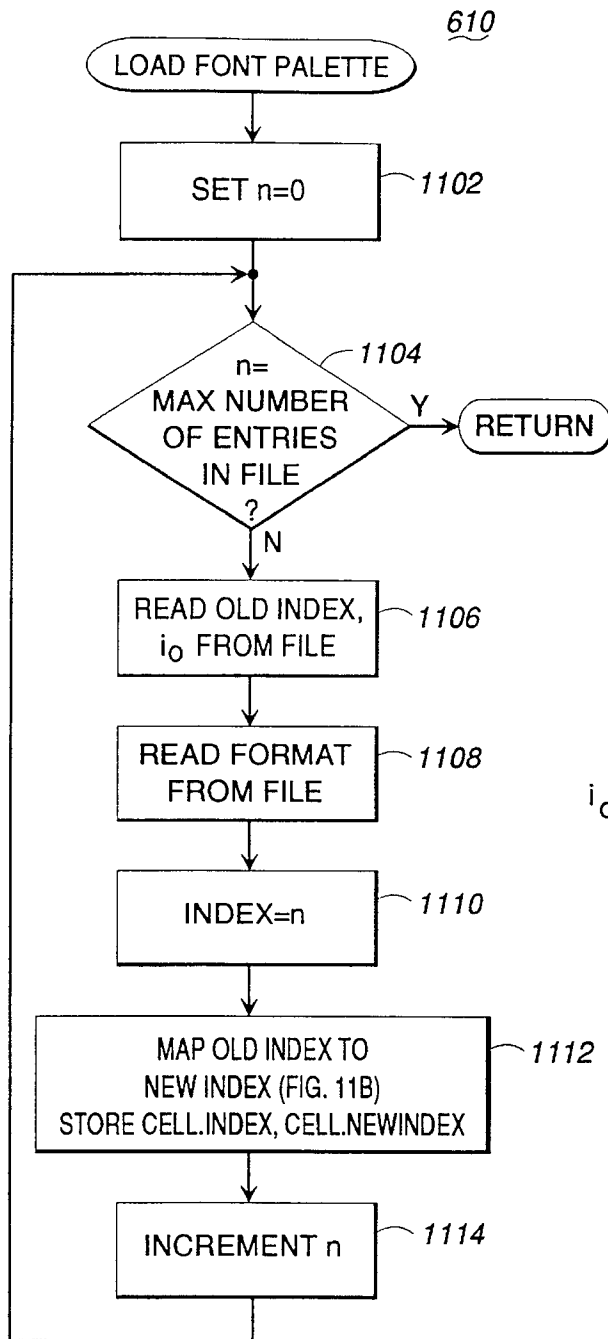 610
LOAD FONT PALETTE
SET n=0
1102
1104
n=
MAX NUMBER
OF ENTRIES
IN FILE
?
Y
RETURN
N
READ OLD INDEX,
i₀ FROM FILE
1106
READ FORMAT
FROM FILE
1108
INDEX=n
1110
MAP OLD INDEX TO
NEW INDEX (FIG. 11B)
STORE CELL.INDEX, CELL.NEWINDEX
1112
INCREMENT n
1114